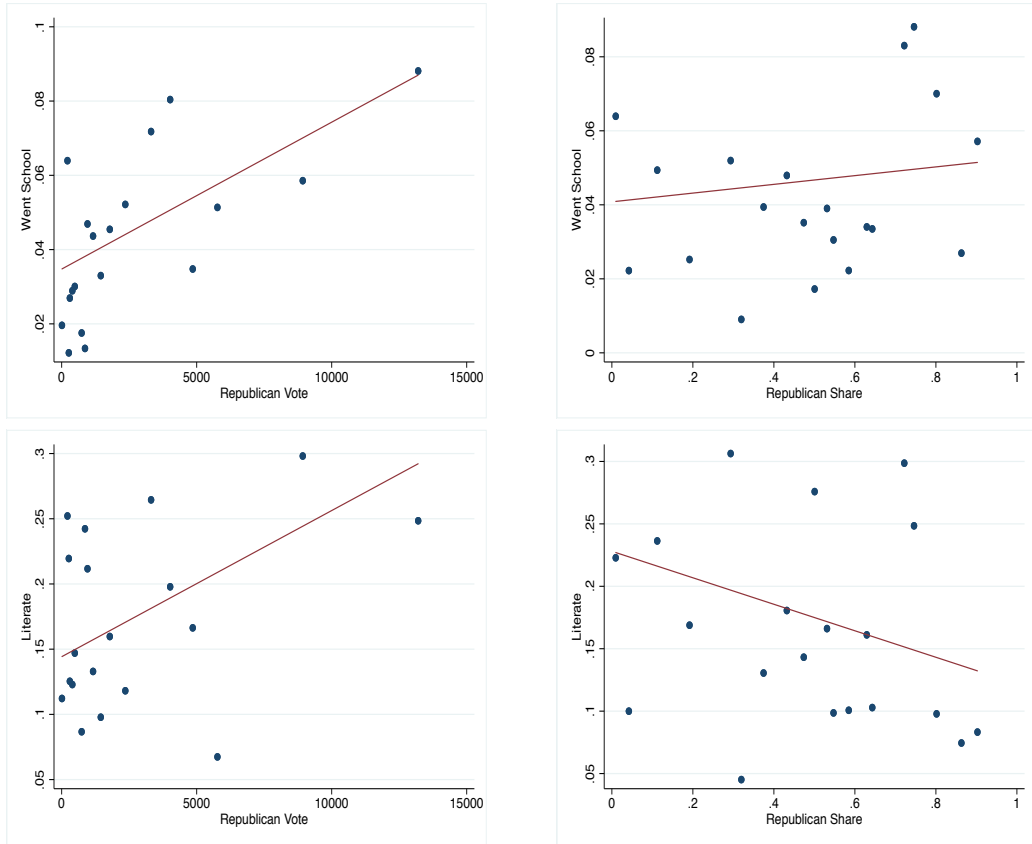 .1
.08
.06
.04
.02
Went School
0 5000 10000 15000
Republican Vote
.08
.06
.04
.02
0
Went School
0 .2 .4 .6 .8 1
Republican Share
.3
.25
.2
.15
.1
.05
Literate
0 5000 10000 15000
Republican Vote
.3
.25
.2
.15
.1
.05
Literate
0 .2 .4 .6 .8 1
Republican Share